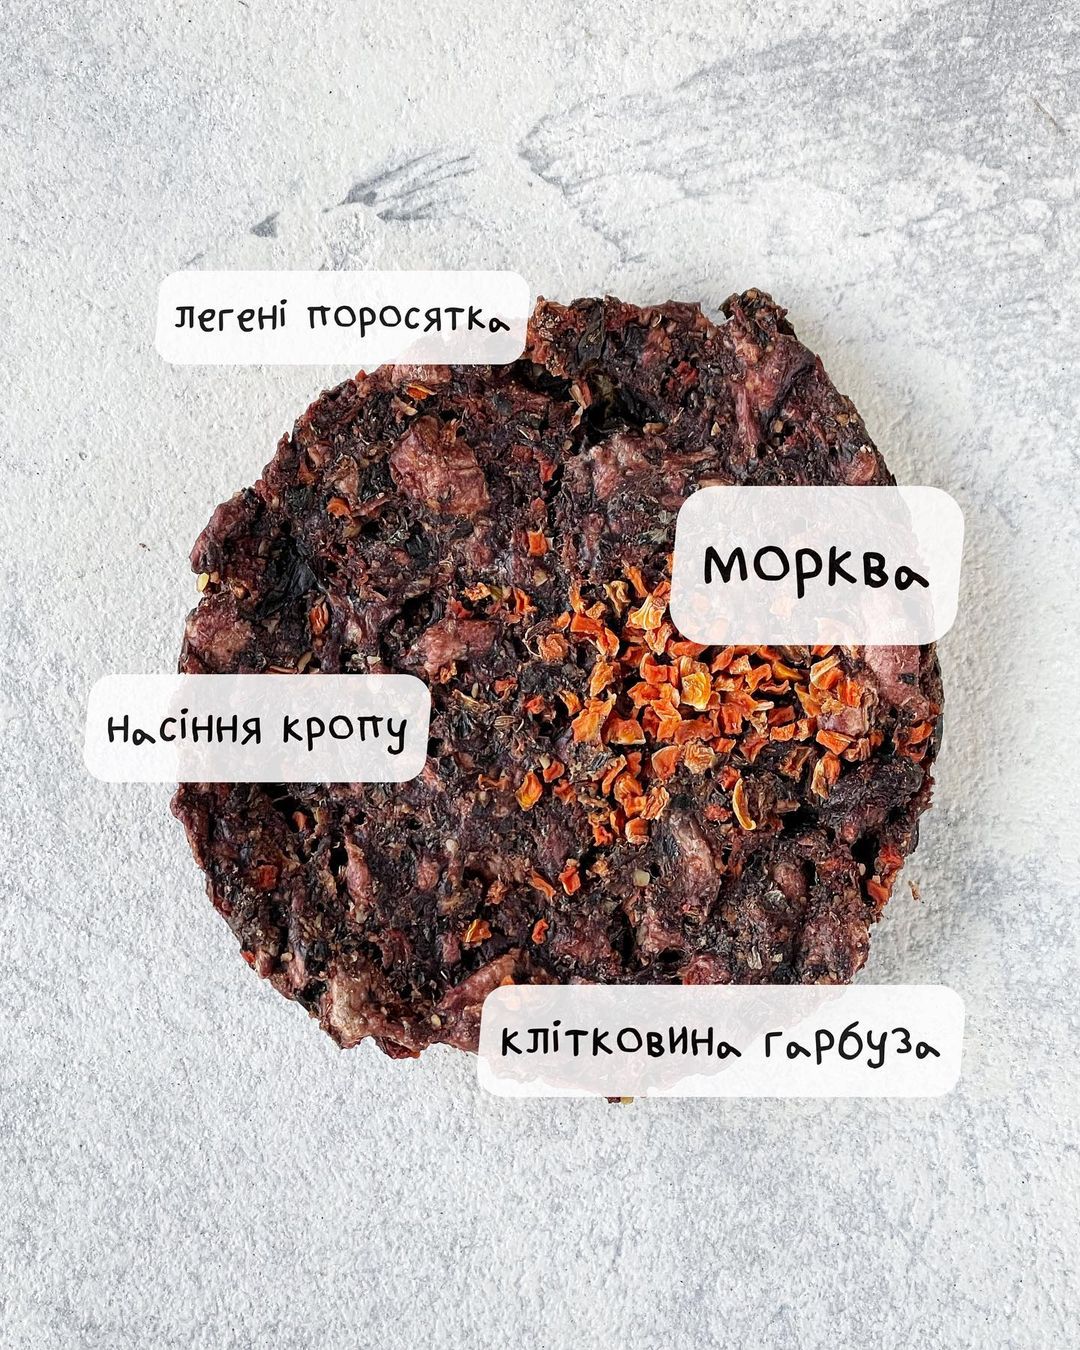 легені поросятка
морква
насіння кропу
клітковина гарбуза